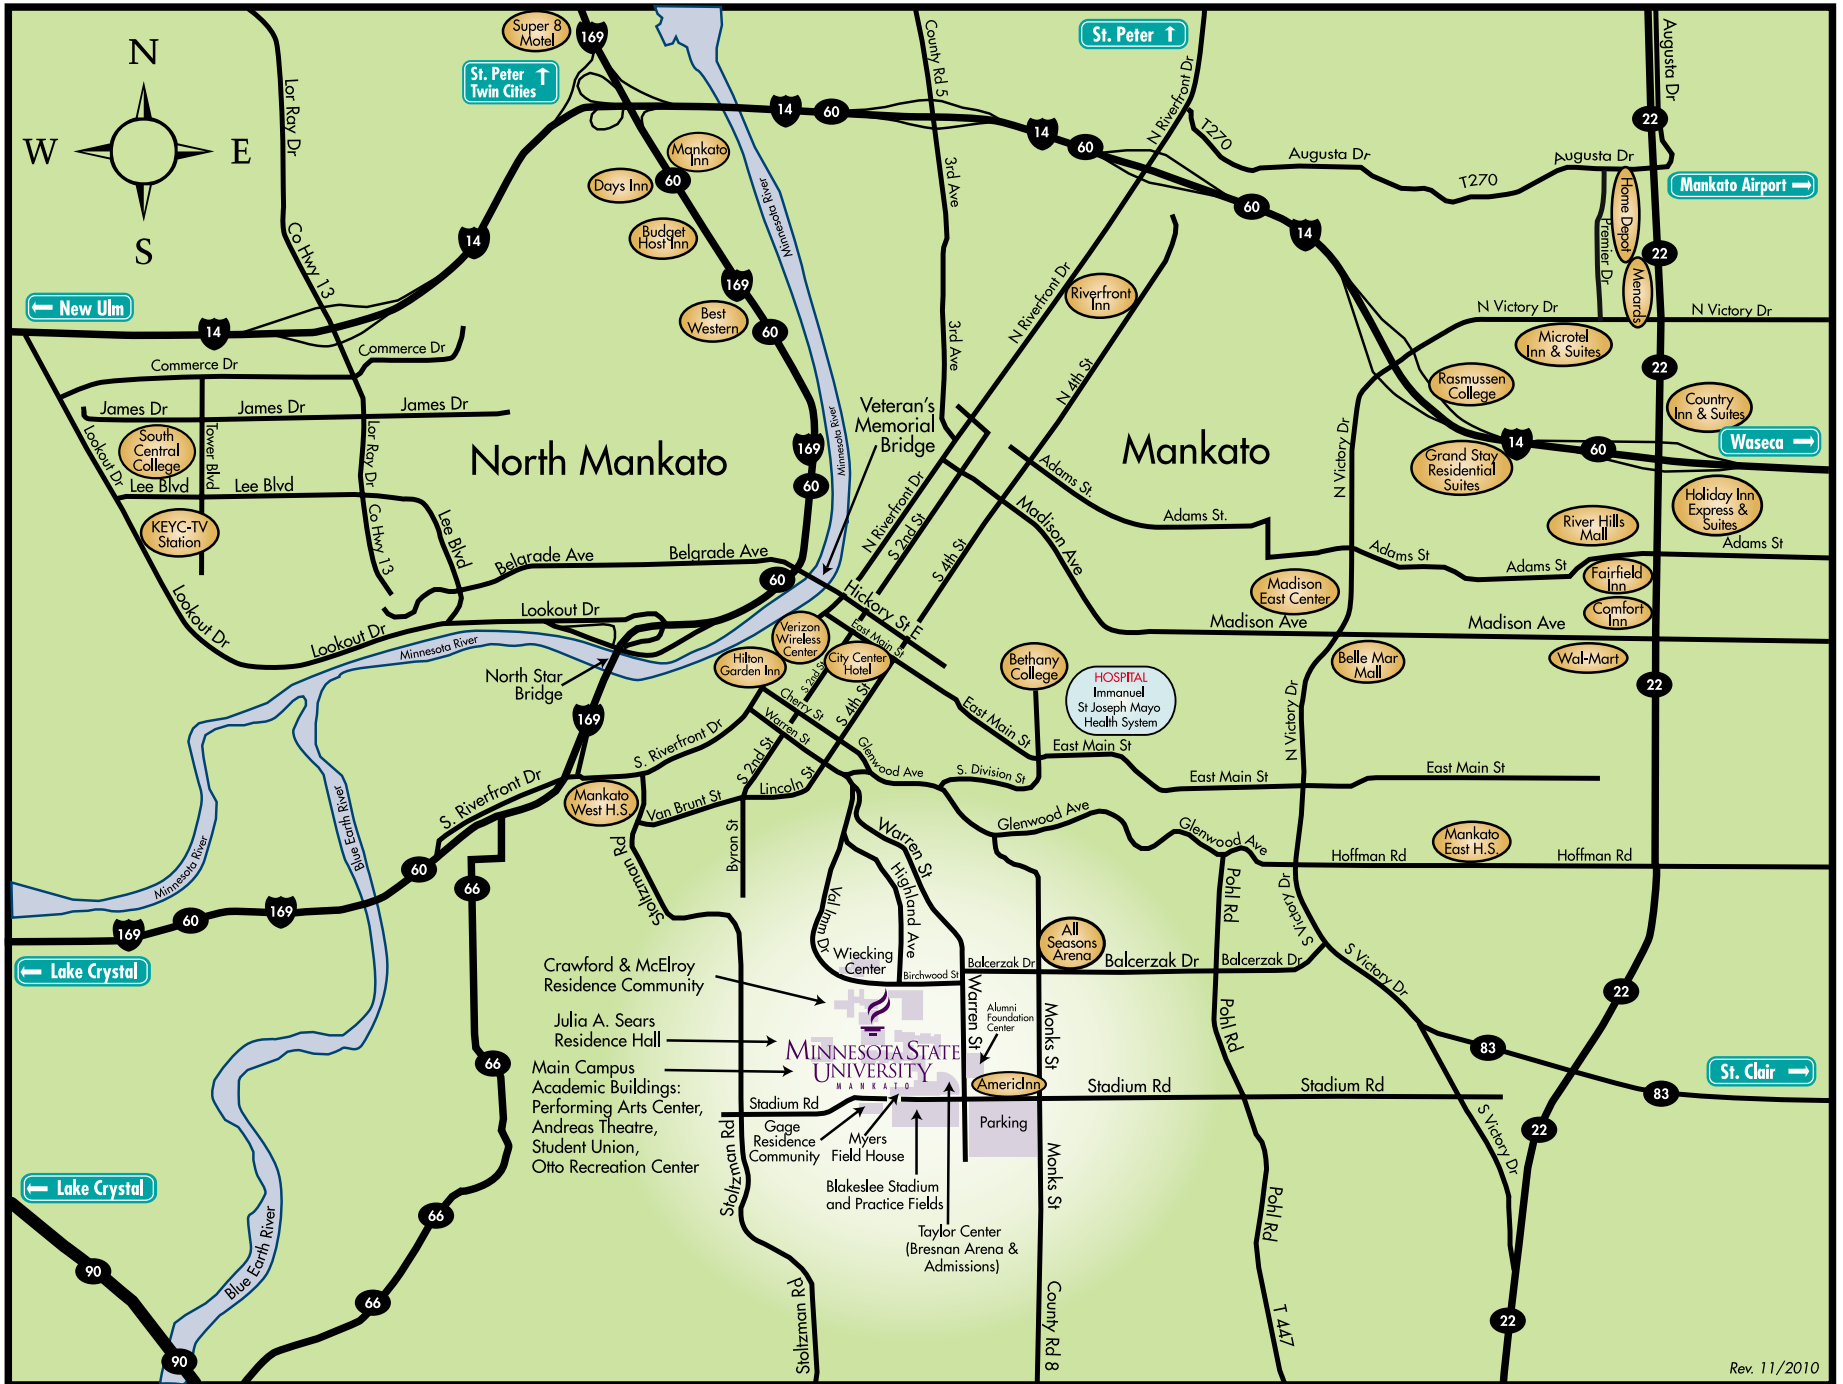 N
W
E
S
Super 8
Motel
169
St. Peter ↑
Twin Cities
County Rd 5
St. Peter ↑
N Riverfront Dr
Augusta Dr
Lor Ray Dr
14
60
14
60
22
T270
Augusta Dr
Augusta Dr
T270
Mankato
Inn
Days Inn
60
Minnesota River
3rd Ave
Mankato Airport →
Home Depot
Premier Dr
60
14
Budget
Host Inn
14
Co Hwy 13
22
169
Riverfront
Inn
N Riverfront Dr
Menards
← New Ulm
14
Best
Western
60
3rd Ave
N Victory Dr
N Victory Dr
Microtel
Inn & Suites
Commerce Dr
Commerce Dr
N 4th St
22
Rasmussen
College
Country
Inn & Suites
James Dr
James Dr
James Dr
Veteran's
Memorial
Bridge
Minnesota River
Lookout Dr
South
Central
College
Tower Blvd
Lor Ray Dr
North Mankato
169
Mankato
N Victory Dr
14
60
Waseca →
Grand Stay
Residential
Suites
Adams St.
Lee Blvd
Lee Blvd
60
N Riverfront Dr
S 2nd St
Madison Ave
Adams St.
Holiday Inn
Express &
Suites
River Hills
Mall
KEYC-TV
Station
Co Hwy 13
Lee Blvd
Belgrade Ave
Belgrade Ave
S 4th St
Adams St
Adams St
Adams St
60
Hickory St E
Madison
East Center
Fairfield
Inn
Comfort
Inn
Lookout Dr
Lookout Dr
Lookout Dr
Minnesota River
Verizon
Wireless
Center
East Main St
Madison Ave
Madison Ave
North Star
Bridge
Hilton
Garden Inn
S 2nd St
City Center
Hotel
Bethany
College
HOSPITAL
Immanuel
St Joseph Mayo
Health System
Belle Mar
Mall
Wal-Mart
22
169
Cherry St
Warren St
S 4th St
East Main St
East Main St
East Main St
East Main St
N Victory Dr
S. Riverfront Dr
S 2nd St
Glenwood Ave
S. Division St
Lincoln St
Van Brunt St
S. Riverfront Dr
Mankato
West H.S.
Blue Earth River
Minnesota River
Stoltzman Rd
Byron St
Warren St
Glenwood Ave
Glenwood Ave
Mankato
East H.S.
Hoffman Rd
Hoffman Rd
60
66
Highland Ave
Val Imm Dr
Pohl Rd
S Victory Dr
169
60
169
← Lake Crystal
All
Seasons
Arena
Crawford & McElroy
Residence Community
Wiecking
Center
Birchwood St
Balcerzak Dr
Balcerzak Dr
Balcerzak Dr
S Victory Dr
22
Julia A. Sears
Residence Hall
Warren St
Alumni
Foundation
Center
Monks St
Pohl Rd
83
66
MINNESOTA STATE
UNIVERSITY
MANKATO
Main Campus
Academic Buildings:
Performing Arts Center,
Andreas Theatre,
Student Union,
Otto Recreation Center
AmericInn
Stadium Rd
Stadium Rd
Stadium Rd
St. Clair →
83
Stoltzman Rd
Gage
Residence
Community
Myers
Field House
Parking
Monks St
S Victory Dr
22
Blakeslee Stadium
and Practice Fields
← Lake Crystal
66
Pohl Rd
Taylor Center
(Bresnan Arena &
Admissions)
Blue Earth River
90
66
Stoltzman Rd
County Rd 8
T 447
22
90
Rev. 11/2010